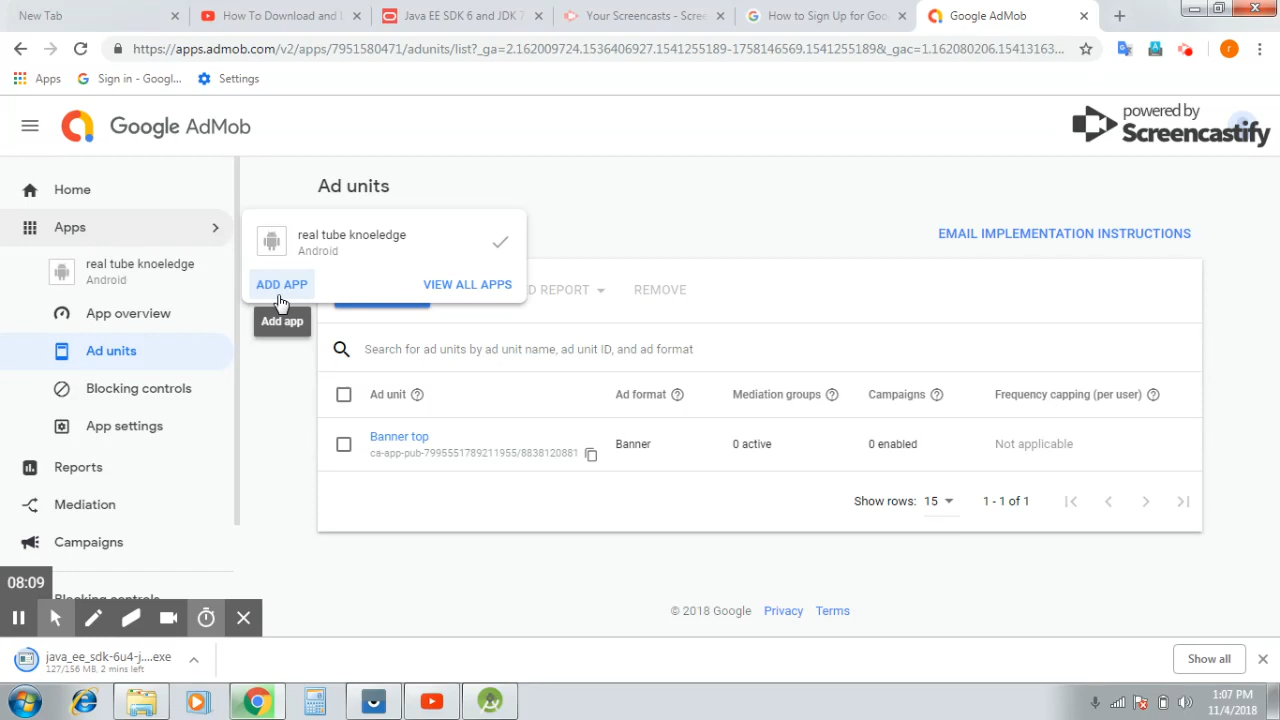 New Tab
How To Download and L
Java EE SDK 6 and JDK 7
Your Screencasts - Scree
How to Sign Up for Goo
Google AdMob
https://apps.admob.com/v2/apps/7951580471/adunits/list?_ga=2.162009724.1536406927.1541255189-1758146569.1541255189&_gac=1.162080206.15413163...
r
Apps
Sign in - Googl...
Settings
Google AdMob
powered by
Screencastify
Home
Apps
real tube knoeledge
Android
App overview
Ad units
Blocking controls
App settings
Reports
Mediation
Campaigns
Blocking controls
Ad units
real tube knoeledge
Android
ADD APP
VIEW ALL APPS
Add app
EMAIL IMPLEMENTATION INSTRUCTIONS
D REPORT
REMOVE
Search for ad units by ad unit name, ad unit ID, and ad format
Ad unit
Ad format
Mediation groups
Campaigns
Frequency capping (per user)
Banner top
ca-app-pub-7995551789211955/8838120881
Banner
0 active
0 enabled
Not applicable
Show rows:
15
1 - 1 of 1
© 2018 Google
Privacy
Terms
08:09
java_ee_sdk-6u4-j....exe
127/156 MB, 2 mins left
Show all
1:07 PM
11/4/2018